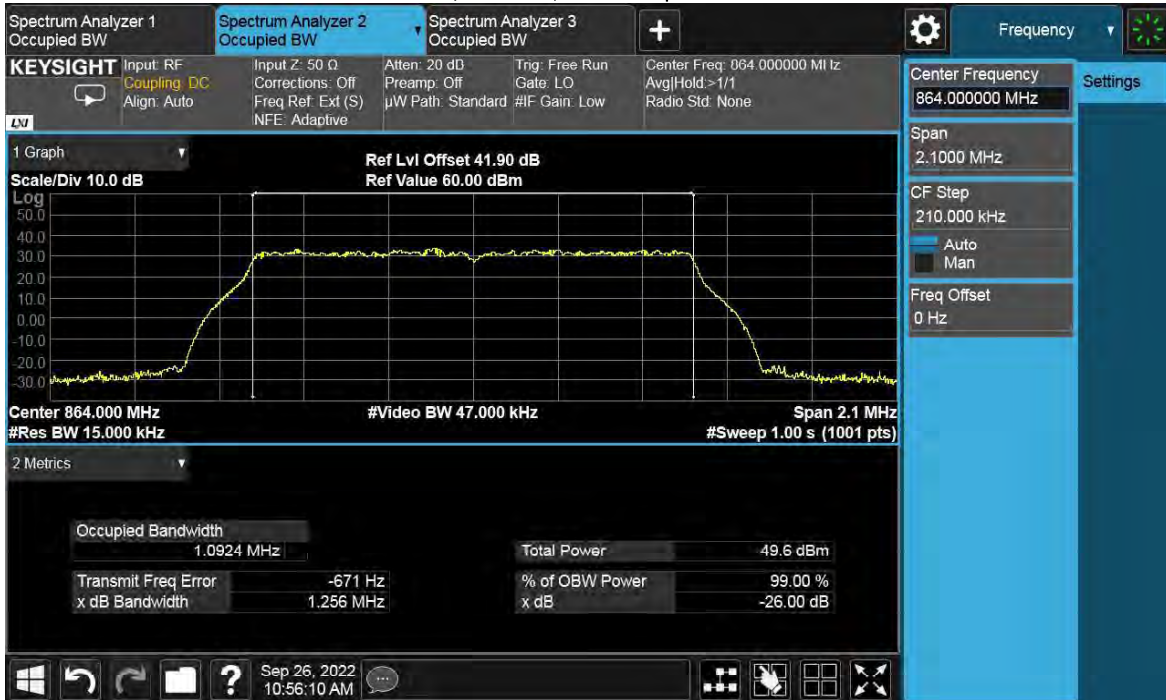 Spectrum Analyzer 1
Occupied BW
Spectrum Analyzer 2
Occupied BW
Spectrum Analyzer 3
Occupied BW
+
Frequency
KEYSIGHT
LXI
Input: RF
Coupling: DC
Align: Auto
Input Z: 50 Ω
Corrections: Off
Freq Ref: Ext (S)
NFE: Adaptive
Atten: 20 dB
Preamp: Off
µW Path: Standard
Trig: Free Run
Gate: LO
#IF Gain: Low
Center Freq: 864.000000 MHz
Avg|Hold:>1/1
Radio Std: None
Center Frequency
864.000000 MHz
Settings
Span
2.1000 MHz
CF Step
210.000 kHz
Auto
Man
Freq Offset
0 Hz
1 Graph
Scale/Div 10.0 dB
Ref Lvl Offset 41.90 dB
Ref Value 60.00 dBm
Log
50.0
40.0
30.0
20.0
10.0
0.00
-10.0
-20.0
-30.0
Center 864.000 MHz
#Video BW 47.000 kHz
Span 2.1 MHz
#Res BW 15.000 kHz
#Sweep 1.00 s (1001 pts)
2 Metrics
Occupied Bandwidth
1.0924 MHz
Total Power 49.6 dBm
Transmit Freq Error -671 Hz
% of OBW Power 99.00 %
x dB Bandwidth 1.256 MHz
x dB -26.00 dB
?
Sep 26, 2022
10:56:10 AM